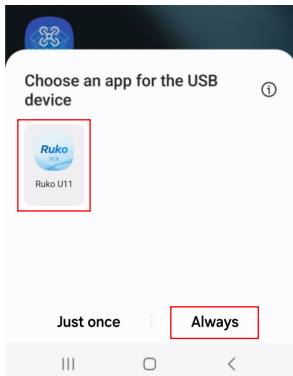 Choose an app for the USB
device
Ruko
FLY
Ruko U11
Just once
Always